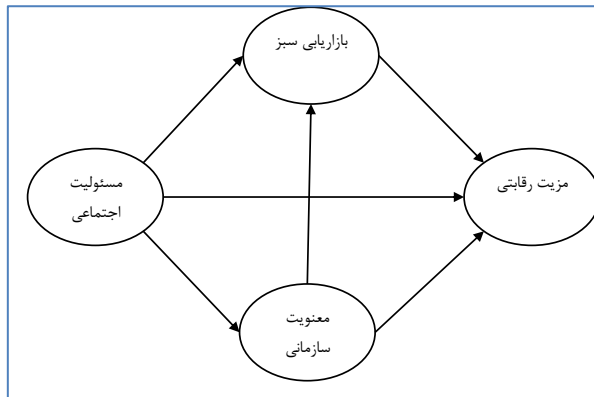 بازاریابی سبز
مسئولیت
اجتماعی
مزیت رقابتی
معنویت
سازمانی